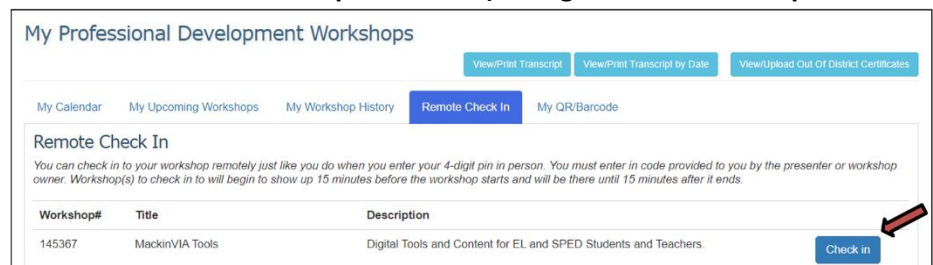 My Professional Development Workshops
View/Print Transcript View/Print Transcript by Date View/Upload Out Of District Certificates
My Calendar My Upcoming Workshops My Workshop History Remote Check In My QR/Barcode
Remote Check In
You can check in to your workshop remotely just like you do when you enter your 4-digit pin in person. You must enter in code provided to you by the presenter or workshop
owner. Workshop(s) to check in to will begin to show up 15 minutes before the workshop starts and will be there until 15 minutes after it ends.
Workshop# Title Description
145367 MackinVIA Tools Digital Tools and Content for EL and SPED Students and Teachers. Check in